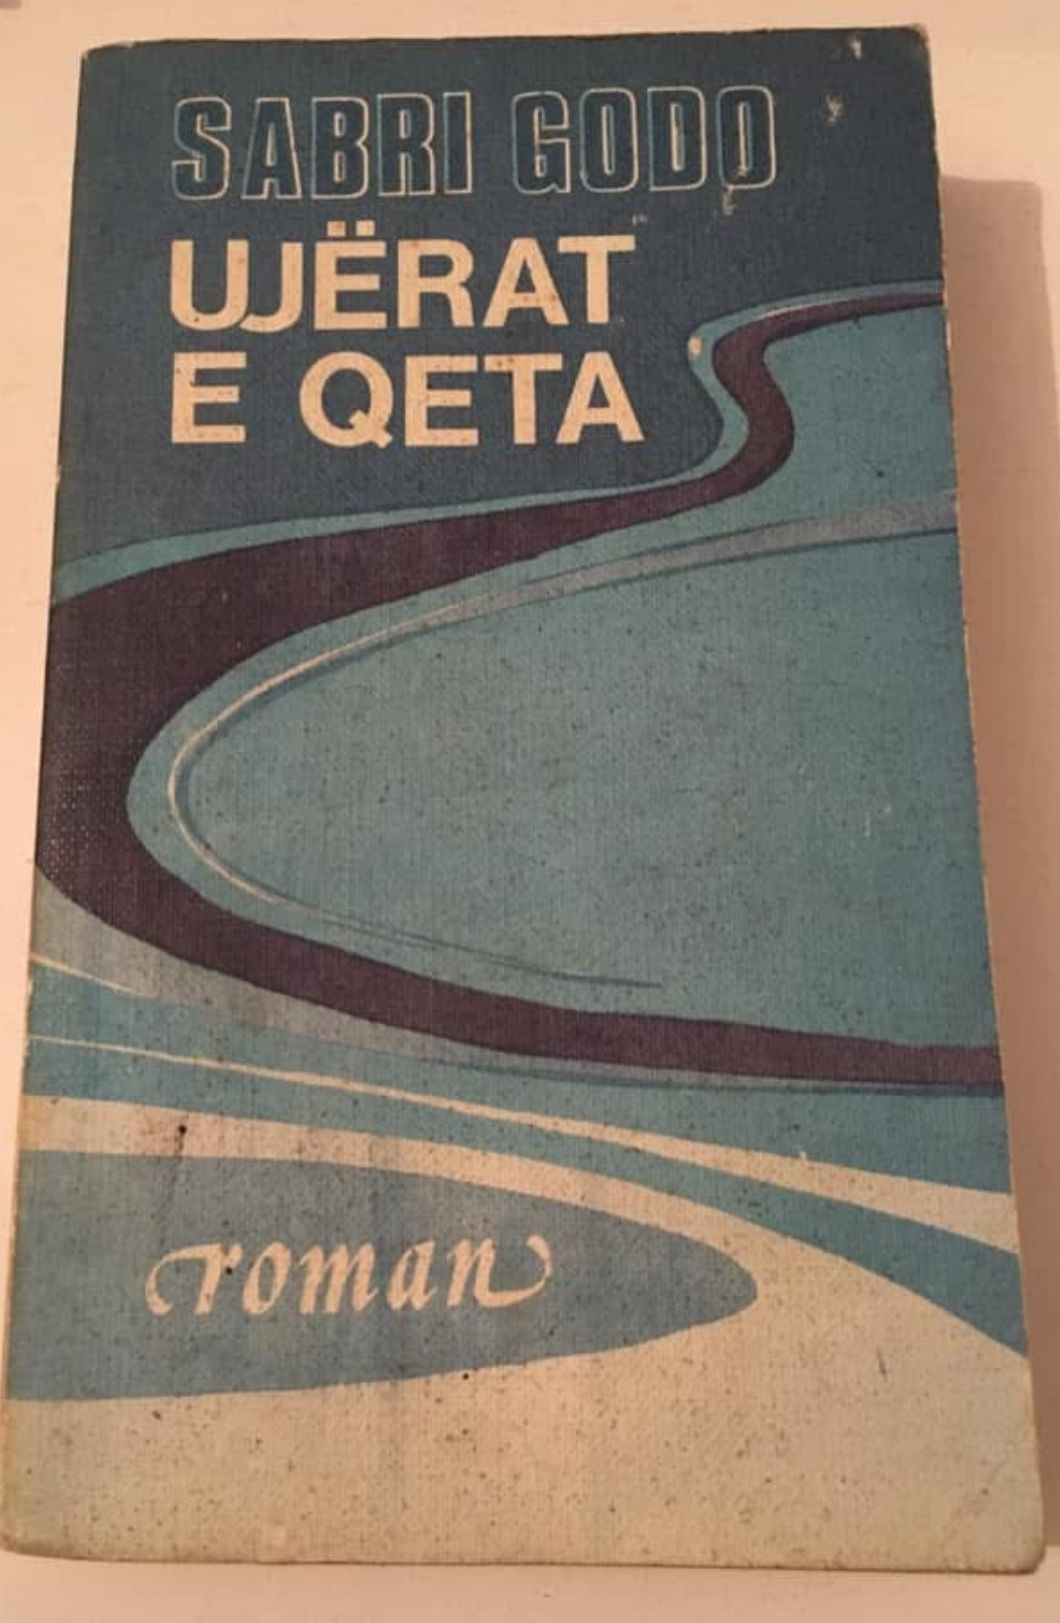 SABRI GODO
UJËRAT
E QETA
roman